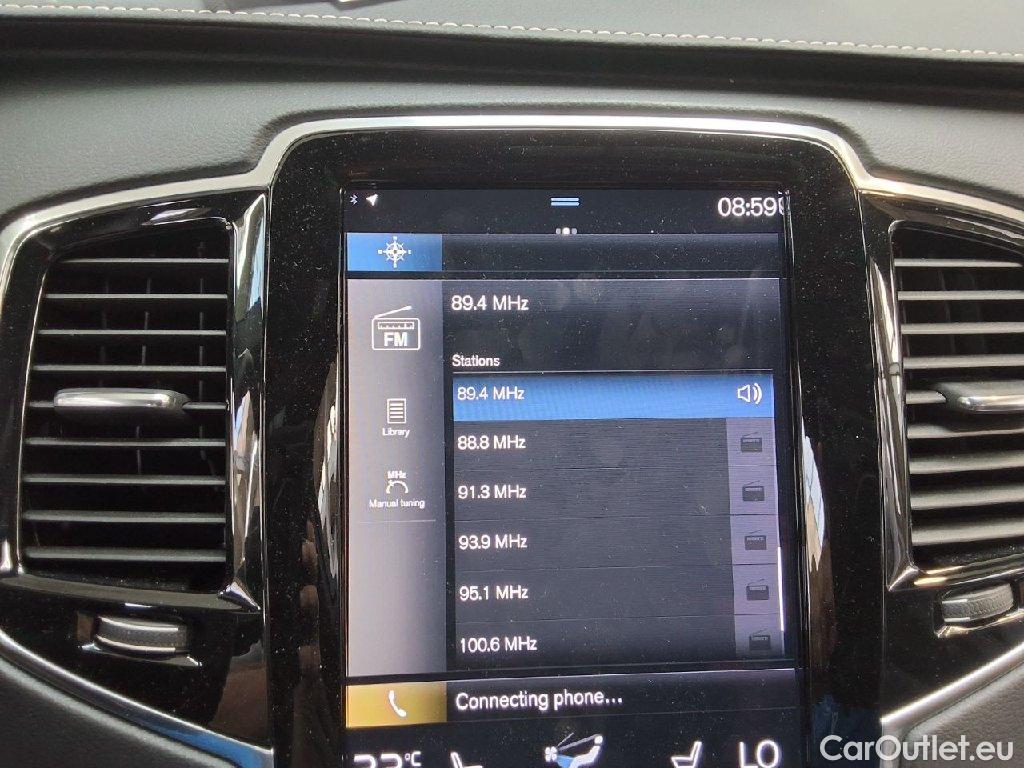 08:59
89.4 MHz
FM
Stations
89.4 MHz
88.8 MHz
Library
91.3 MHz
MHz
Manual tuning
93.9 MHz
95.1 MHz
100.6 MHz
Connecting phone...
°C
LO
CarOutlet.eu